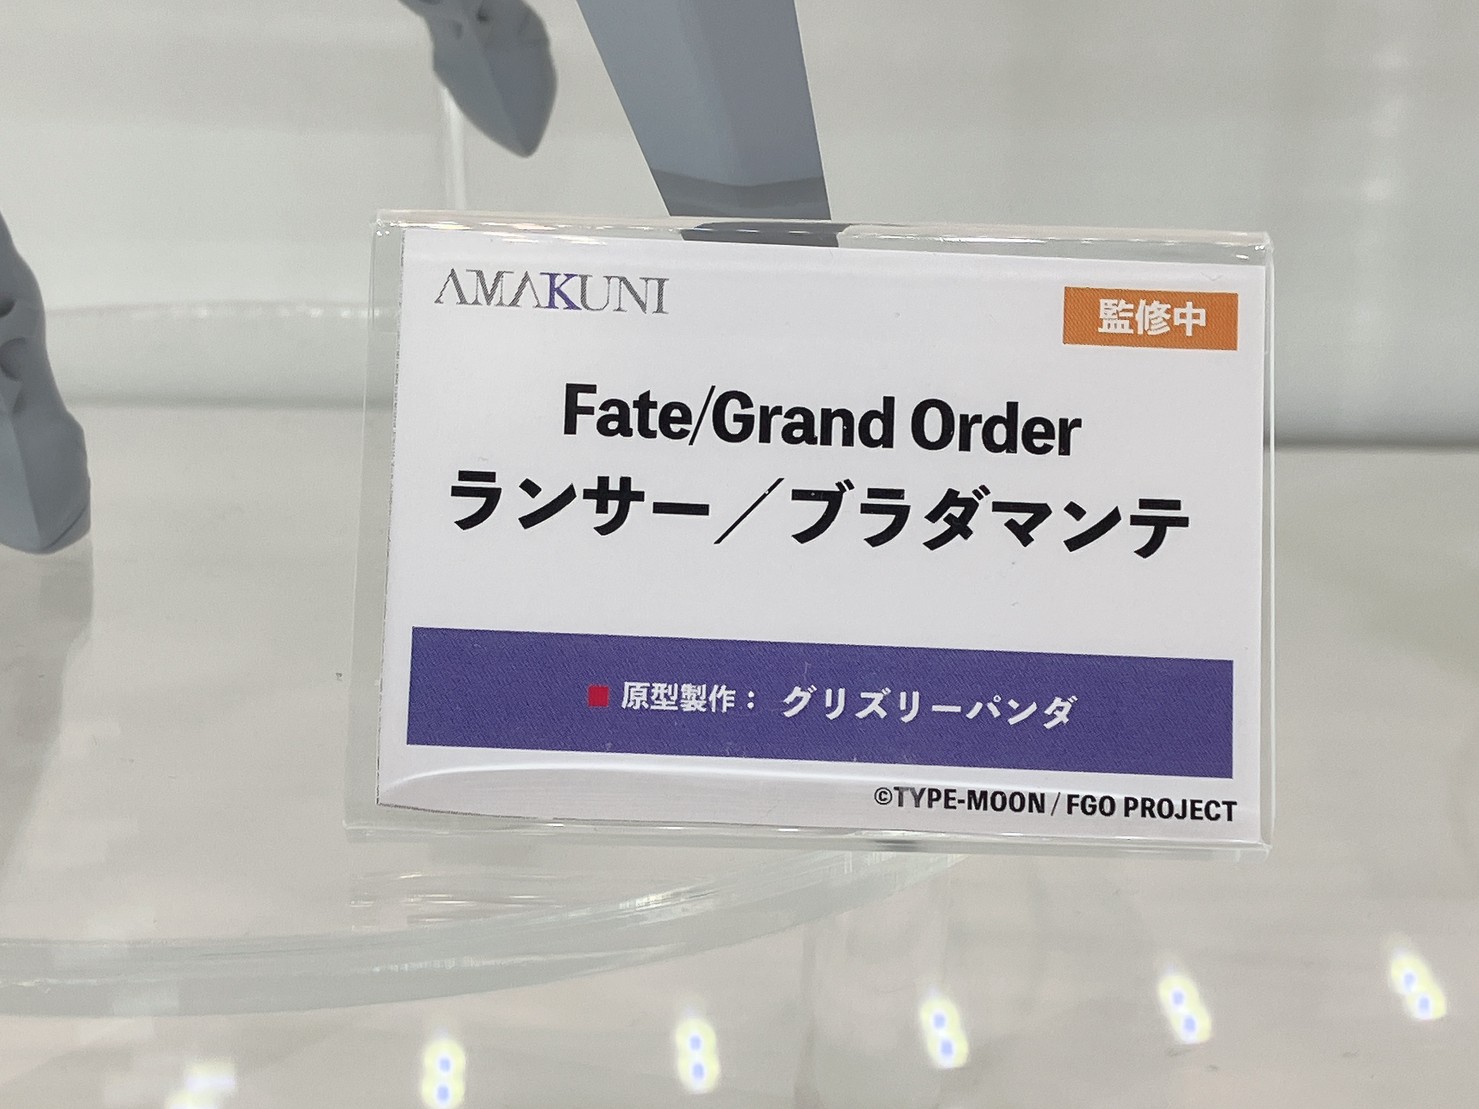 AMAKUNI
監修中
Fate/Grand Order
ランサー／ブラダマンテ
■ 原型製作： グリズリーパンダ
©TYPE-MOON / FGO PROJECT